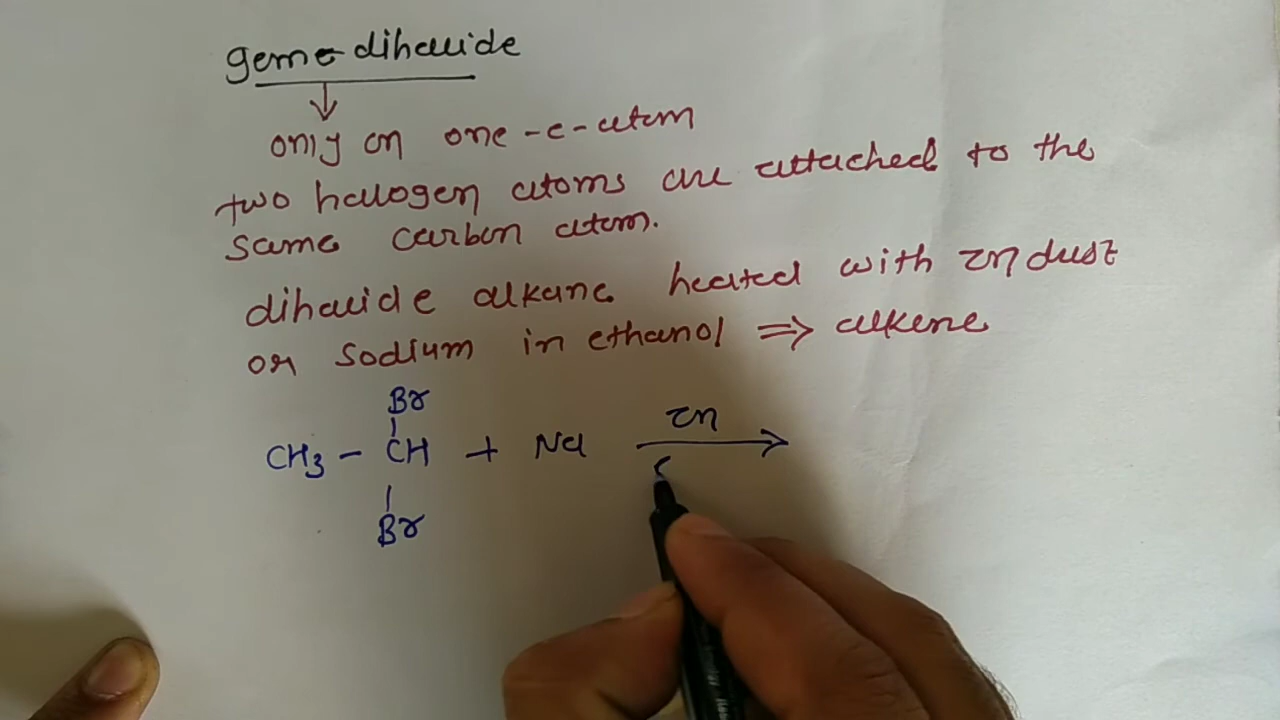 geme dihalide
only on one-c-atom
two halogen atoms are attached to the
same carbon atom.
dihalide alkane heated with zn dust
or sodium in ethanol ⇒ alkene
Br
CH3 - CH + Na
Zn
Br